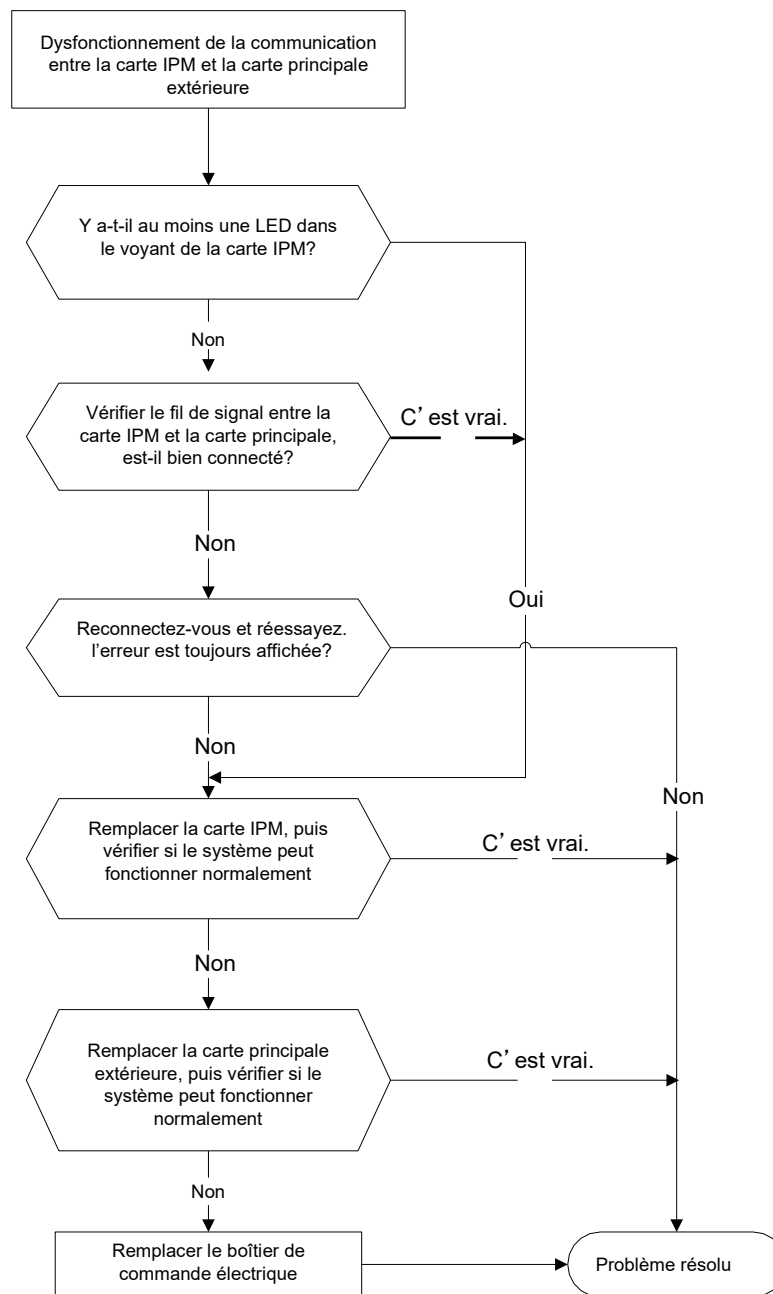 Dysfonctionnement de la communication
entre la carte IPM et la carte principale
extérieure
Y a-t-il au moins une LED dans
le voyant de la carte IPM?
Non
Vérifier le fil de signal entre la
carte IPM et la carte principale,
est-il bien connecté?
C’est vrai.
Non
Oui
Reconnectez-vous et réessayez.
l’erreur est toujours affichée?
Non
Non
Remplacer la carte IPM, puis
vérifier si le système peut
fonctionner normalement
C’est vrai.
Non
Remplacer la carte principale
extérieure, puis vérifier si le
système peut fonctionner
normalement
C’est vrai.
Non
Remplacer le boîtier de
commande électrique
Problème résolu